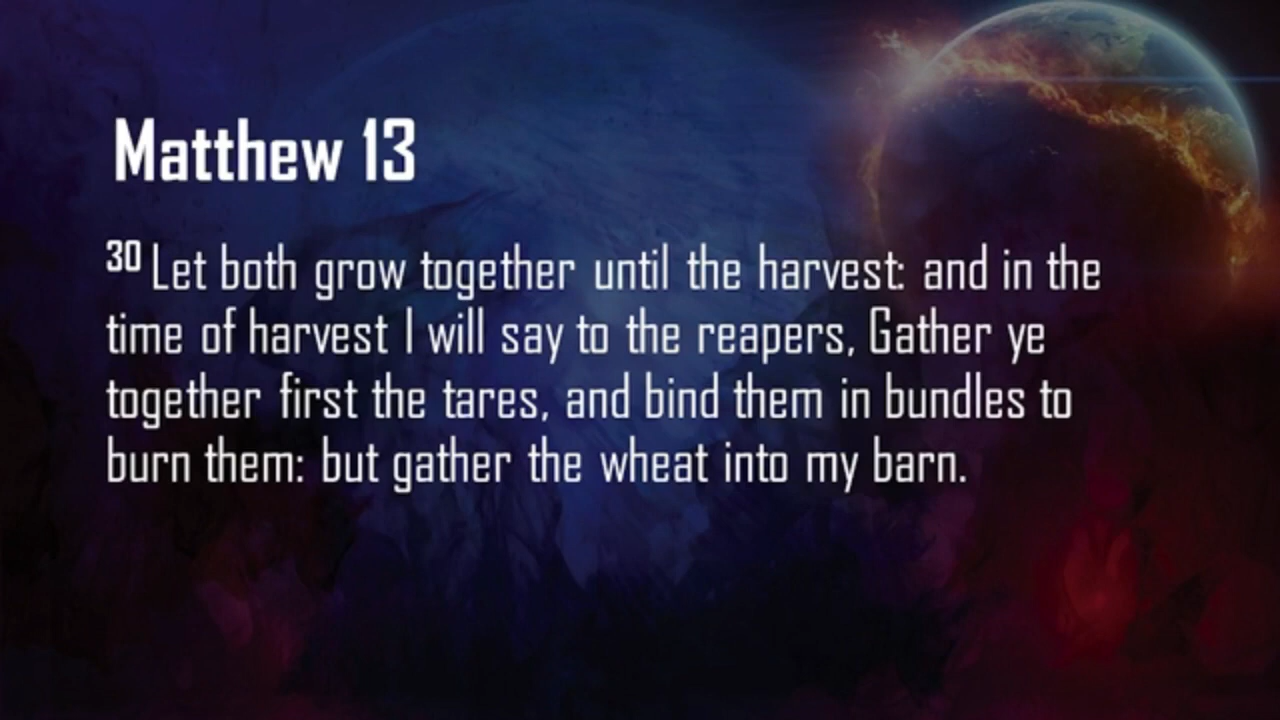 Matthew 13
30 Let both grow together until the harvest: and in the
time of harvest I will say to the reapers, Gather ye
together first the tares, and bind them in bundles to
burn them: but gather the wheat into my barn.